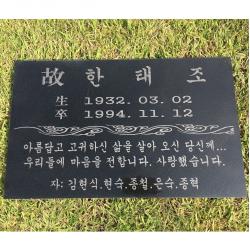 故 한 태 조
生 1932. 03. 02
卒 1994. 11. 12
아름답고 고귀하신 삶을 살아 오신 당신께...
우리들에 마음을 전합니다. 사랑했습니다.
자: 김현식,현숙,종철,은숙,종혁